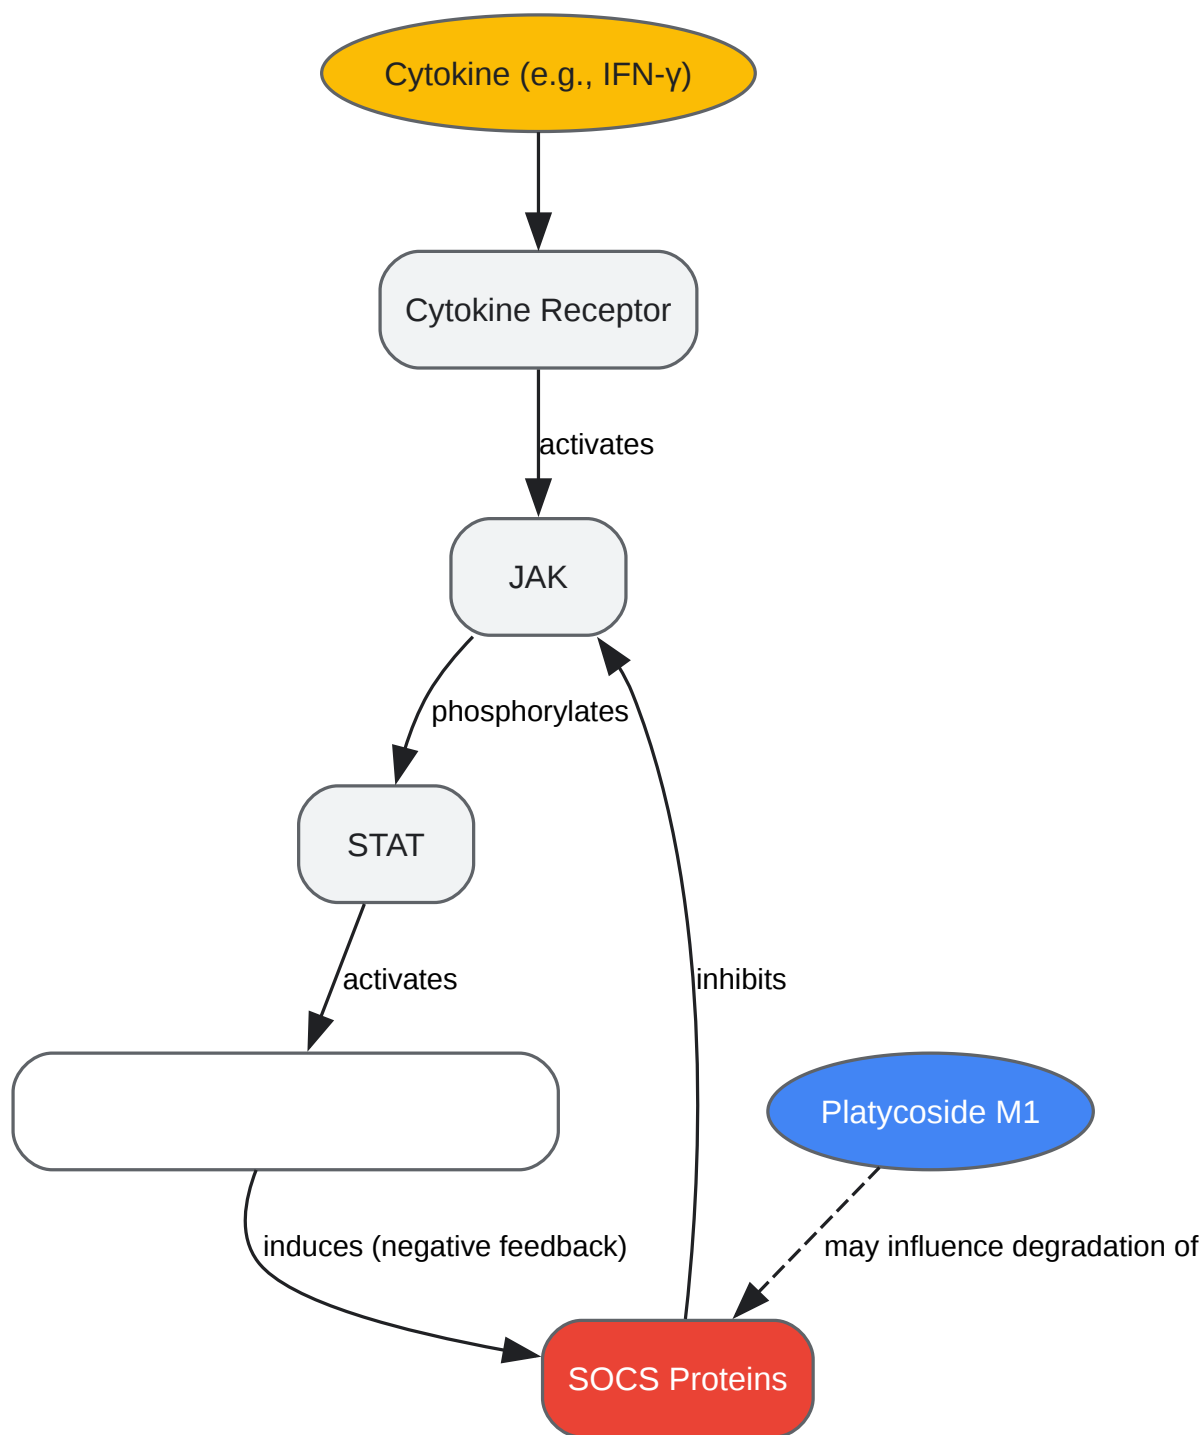 Cytokine (e.g., IFN-γ)
Cytokine Receptor
activates
JAK
phosphorylates
STAT
activates
inhibits
Platycoside M1
induces (negative feedback)
may influence degradation of
SOCS Proteins